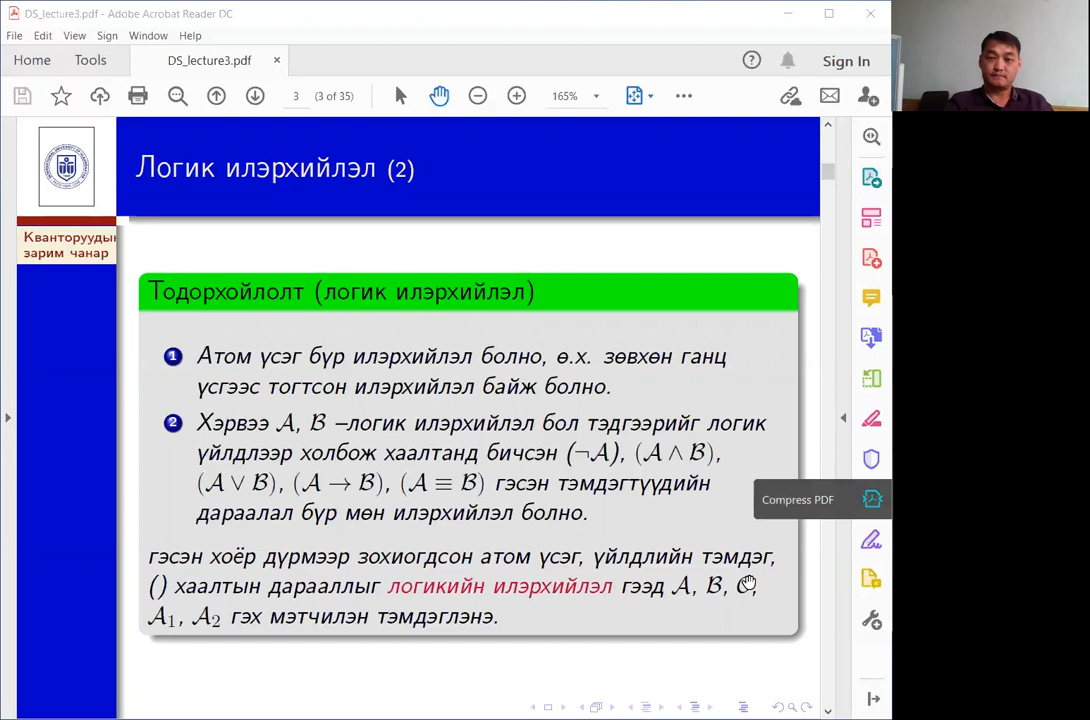 DS_lecture3.pdf - Adobe Acrobat Reader DC
File Edit View Sign Window Help
Home Tools DS_lecture3.pdf × Sign In
3 (3 of 35) 165%
Логик илэрхийлэл (2)
Кванторуудын
зарим чанар
Тодорхойлолт (логик илэрхийлэл)
1 Атом үсэг бүр илэрхийлэл болно, ө.х. зөвхөн ганц
үсгээс тогтсон илэрхийлэл байж болно.
2 Хэрвээ 𝒜, ℬ –логик илэрхийлэл бол тэдгээрийг логик
үйлдлээр холбож хаалтанд бичсэн (¬𝒜), (𝒜 ∧ ℬ),
(𝒜 ∨ ℬ), (𝒜 → ℬ), (𝒜 ≡ ℬ) гэсэн тэмдэгтүүдийн
дараалал бүр мөн илэрхийлэл болно.
гэсэн хоёр дүрмээр зохиогдсон атом үсэг, үйлдлийн тэмдэг,
() хаалтын дарааллыг логикийн илэрхийлэл гээд 𝒜, ℬ, 𝒞,
𝒜₁, 𝒜₂ гэх мэтчилэн тэмдэглэнэ.
Compress PDF